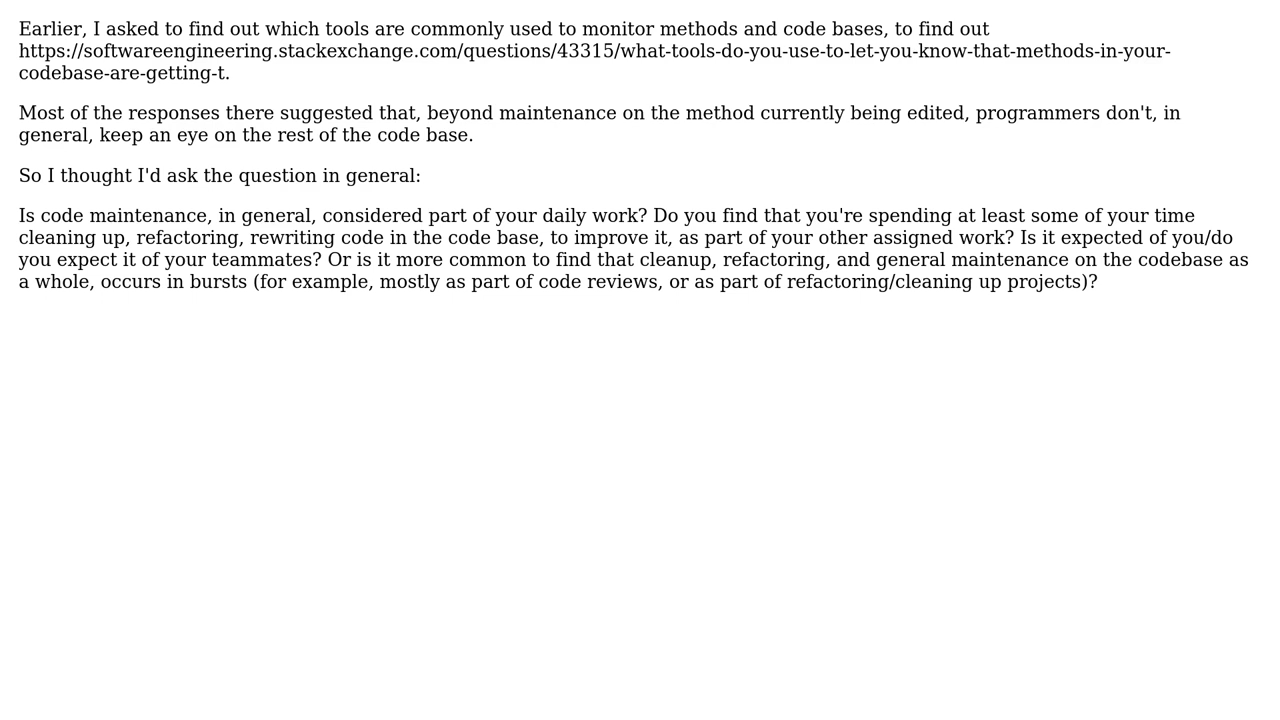 Earlier, I asked to find out which tools are commonly used to monitor methods and code bases, to find out
https://softwareengineering.stackexchange.com/questions/43315/what-tools-do-you-use-to-let-you-know-that-methods-in-your-
codebase-are-getting-t.
Most of the responses there suggested that, beyond maintenance on the method currently being edited, programmers don't, in
general, keep an eye on the rest of the code base.
So I thought I'd ask the question in general:
Is code maintenance, in general, considered part of your daily work? Do you find that you're spending at least some of your time
cleaning up, refactoring, rewriting code in the code base, to improve it, as part of your other assigned work? Is it expected of you/do
you expect it of your teammates? Or is it more common to find that cleanup, refactoring, and general maintenance on the codebase as
a whole, occurs in bursts (for example, mostly as part of code reviews, or as part of refactoring/cleaning up projects)?